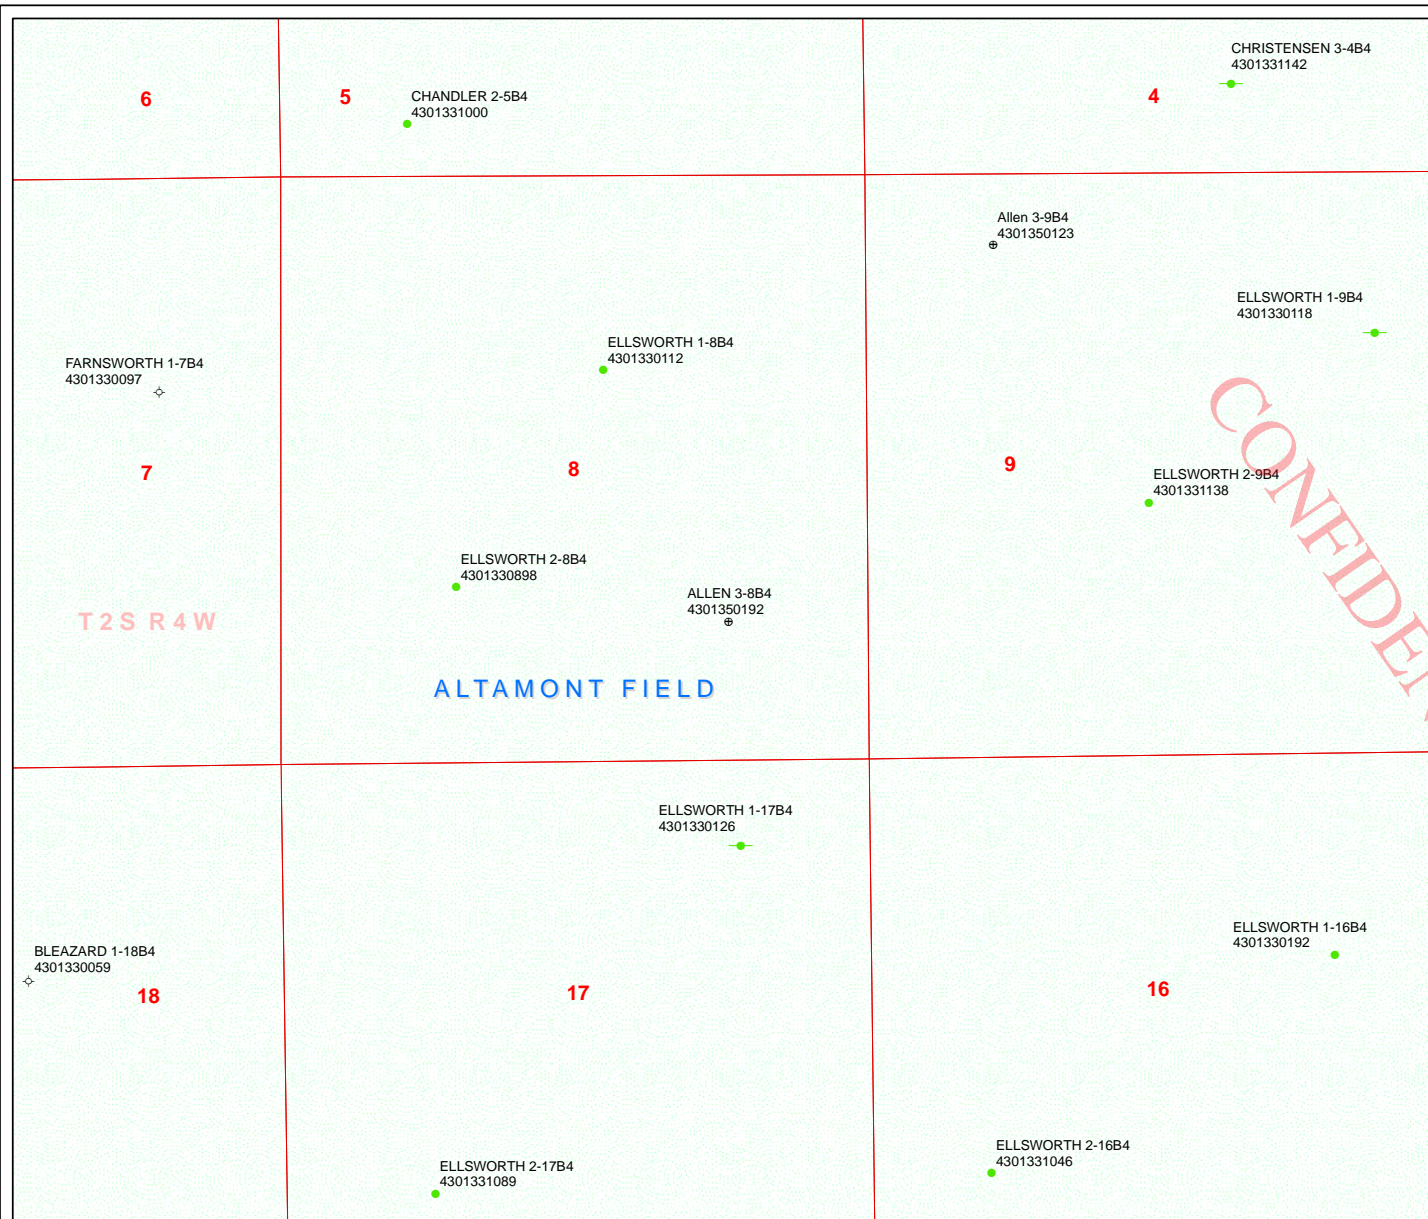 CHRISTENSEN 3-4B4
4301331142
6
5
CHANDLER 2-5B4
4301331000
4
Allen 3-9B4
4301350123
ELLSWORTH 1-9B4
4301330118
ELLSWORTH 1-8B4
4301330112
FARNSWORTH 1-7B4
4301330097
7
8
9
ELLSWORTH 2-9B4
4301331138
CONFIDEN
ELLSWORTH 2-8B4
4301330898
ALLEN 3-8B4
4301350192
T2S R4W
ALTAMONT FIELD
ELLSWORTH 1-17B4
4301330126
ELLSWORTH 1-16B4
4301330192
BLEAZARD 1-18B4
4301330059
18
17
16
ELLSWORTH 2-17B4
4301331089
ELLSWORTH 2-16B4
4301331046